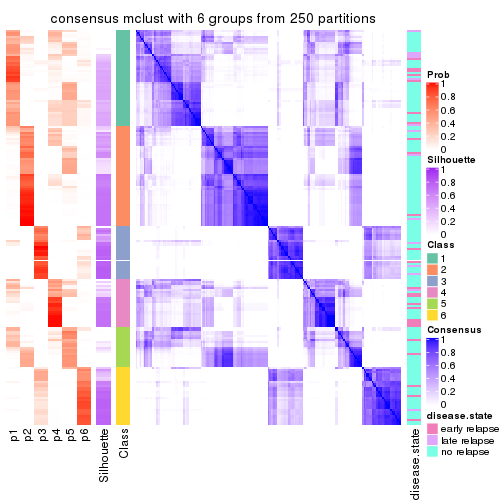 consensus mclust with 6 groups from 250 partitions
p1
p2
p3
p4
p5
p6
Silhouette
Class
disease.state
Prob
1
0.8
0.6
0.4
0.2
0
Silhouette
1
0.8
0.6
0.4
0.2
0
Class
1
2
3
4
5
6
Consensus
1
0.8
0.6
0.4
0.2
0
disease.state
early relapse
late relapse
no relapse